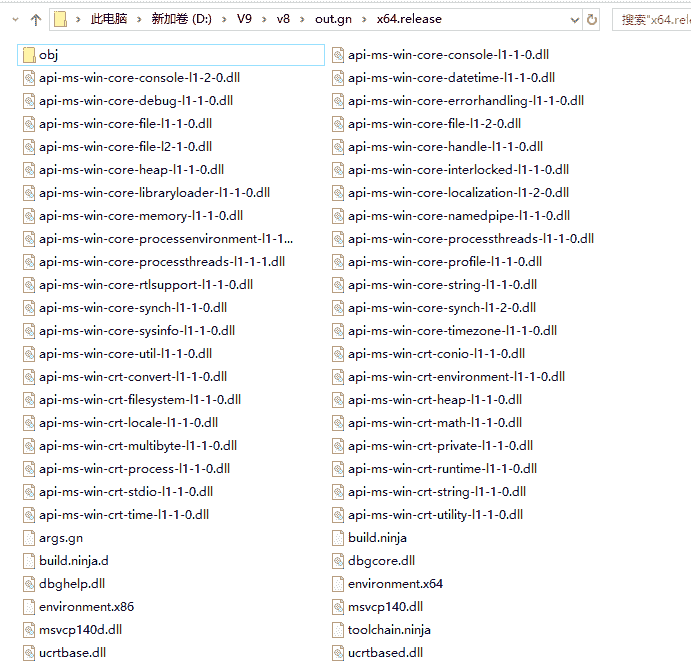 此电脑 › 新加卷 (D:) › V9 › v8 › out.gn › x64.release
搜索"x64.rele
obj
api-ms-win-core-console-l1-1-0.dll
api-ms-win-core-console-l1-2-0.dll
api-ms-win-core-datetime-l1-1-0.dll
api-ms-win-core-debug-l1-1-0.dll
api-ms-win-core-errorhandling-l1-1-0.dll
api-ms-win-core-file-l1-1-0.dll
api-ms-win-core-file-l1-2-0.dll
api-ms-win-core-file-l2-1-0.dll
api-ms-win-core-handle-l1-1-0.dll
api-ms-win-core-heap-l1-1-0.dll
api-ms-win-core-interlocked-l1-1-0.dll
api-ms-win-core-libraryloader-l1-1-0.dll
api-ms-win-core-localization-l1-2-0.dll
api-ms-win-core-memory-l1-1-0.dll
api-ms-win-core-namedpipe-l1-1-0.dll
api-ms-win-core-processenvironment-l1-1...
api-ms-win-core-processthreads-l1-1-0.dll
api-ms-win-core-processthreads-l1-1-1.dll
api-ms-win-core-profile-l1-1-0.dll
api-ms-win-core-rtlsupport-l1-1-0.dll
api-ms-win-core-string-l1-1-0.dll
api-ms-win-core-synch-l1-1-0.dll
api-ms-win-core-synch-l1-2-0.dll
api-ms-win-core-sysinfo-l1-1-0.dll
api-ms-win-core-timezone-l1-1-0.dll
api-ms-win-core-util-l1-1-0.dll
api-ms-win-crt-conio-l1-1-0.dll
api-ms-win-crt-convert-l1-1-0.dll
api-ms-win-crt-environment-l1-1-0.dll
api-ms-win-crt-filesystem-l1-1-0.dll
api-ms-win-crt-heap-l1-1-0.dll
api-ms-win-crt-locale-l1-1-0.dll
api-ms-win-crt-math-l1-1-0.dll
api-ms-win-crt-multibyte-l1-1-0.dll
api-ms-win-crt-private-l1-1-0.dll
api-ms-win-crt-process-l1-1-0.dll
api-ms-win-crt-runtime-l1-1-0.dll
api-ms-win-crt-stdio-l1-1-0.dll
api-ms-win-crt-string-l1-1-0.dll
api-ms-win-crt-time-l1-1-0.dll
api-ms-win-crt-utility-l1-1-0.dll
args.gn
build.ninja
build.ninja.d
dbgcore.dll
dbghelp.dll
environment.x64
environment.x86
msvcp140.dll
msvcp140d.dll
toolchain.ninja
ucrtbase.dll
ucrtbased.dll